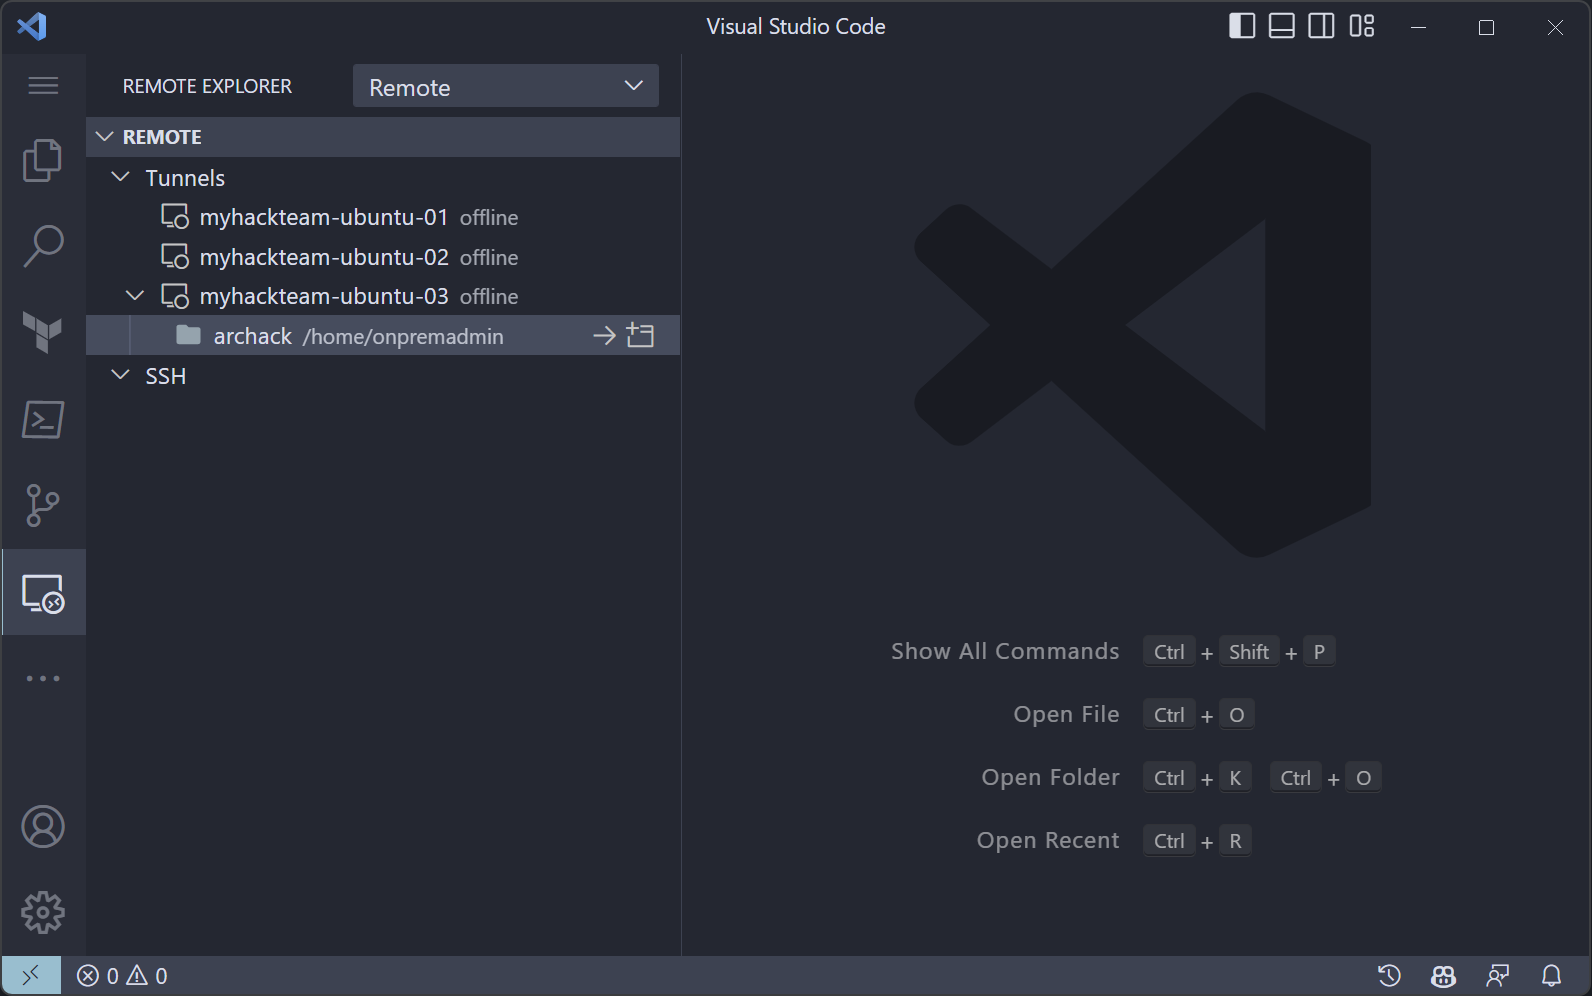 Visual Studio Code
REMOTE EXPLORER
Remote
REMOTE
Tunnels
myhackteam-ubuntu-01 offline
myhackteam-ubuntu-02 offline
myhackteam-ubuntu-03 offline
archack /home/onpremadmin
SSH
Show All Commands Ctrl + Shift + P
Open File Ctrl + O
Open Folder Ctrl + K Ctrl + O
Open Recent Ctrl + R
0 0